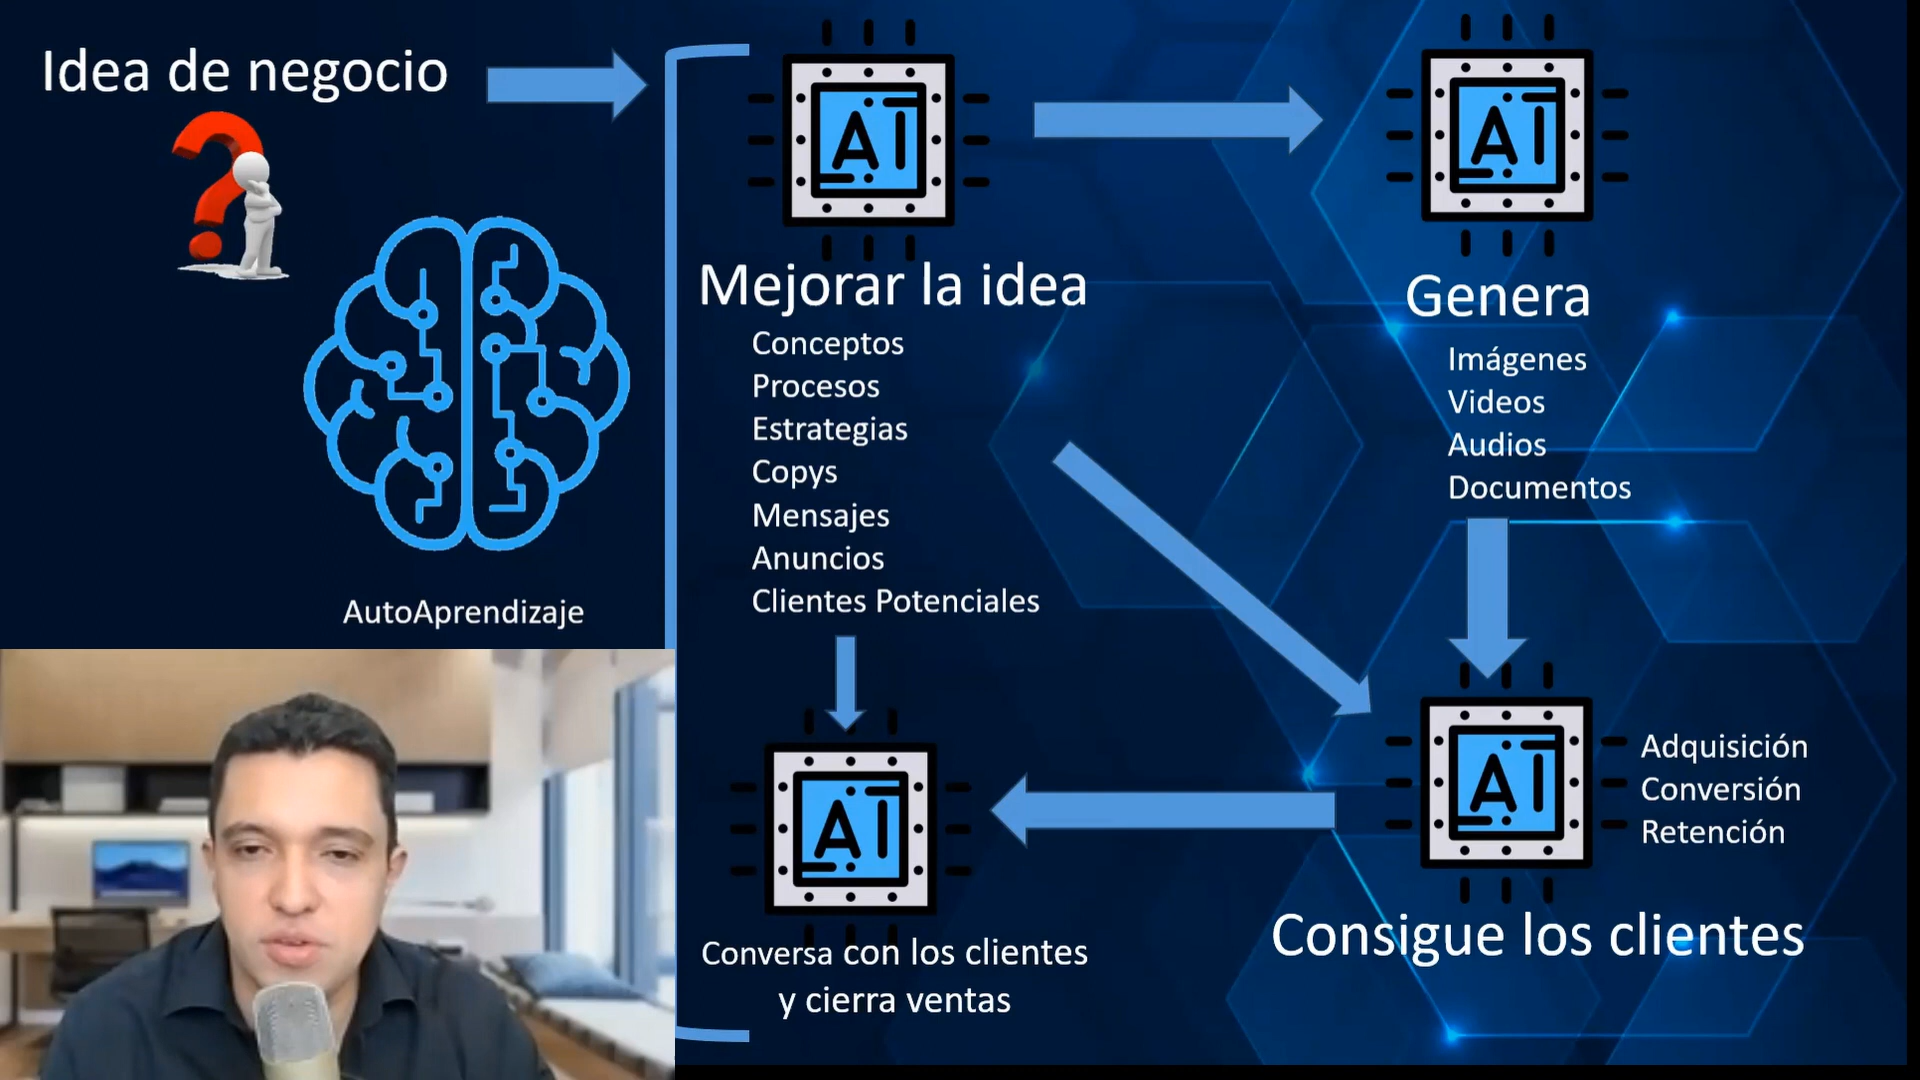 Idea de negocio
AutoAprendizaje
AI
Mejorar la idea
Conceptos
Procesos
Estrategias
Copys
Mensajes
Anuncios
Clientes Potenciales
AI
Genera
Imágenes
Videos
Audios
Documentos
AI
Adquisición
Conversión
Retención
Consigue los clientes
AI
Conversa con los clientes
y cierra ventas